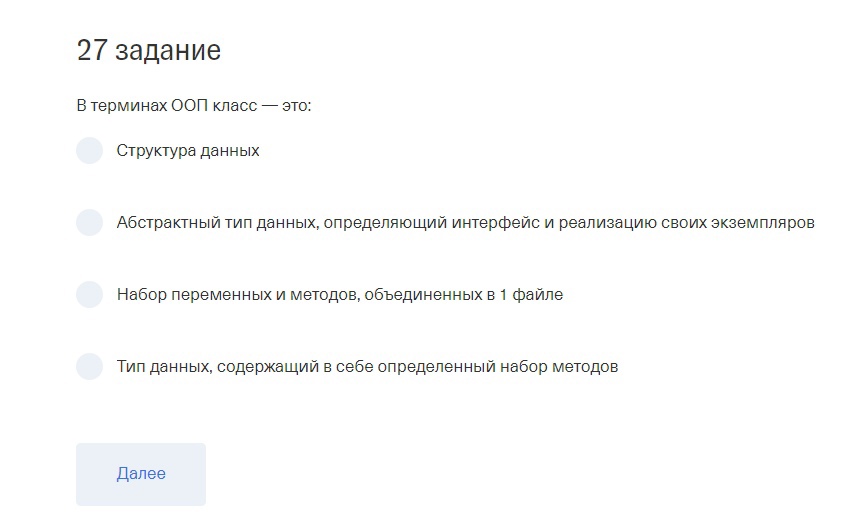 27 задание
В терминах ООП класс — это:
Структура данных
Абстрактный тип данных, определяющий интерфейс и реализацию своих экземпляров
Набор переменных и методов, объединенных в 1 файле
Тип данных, содержащий в себе определенный набор методов
Далее